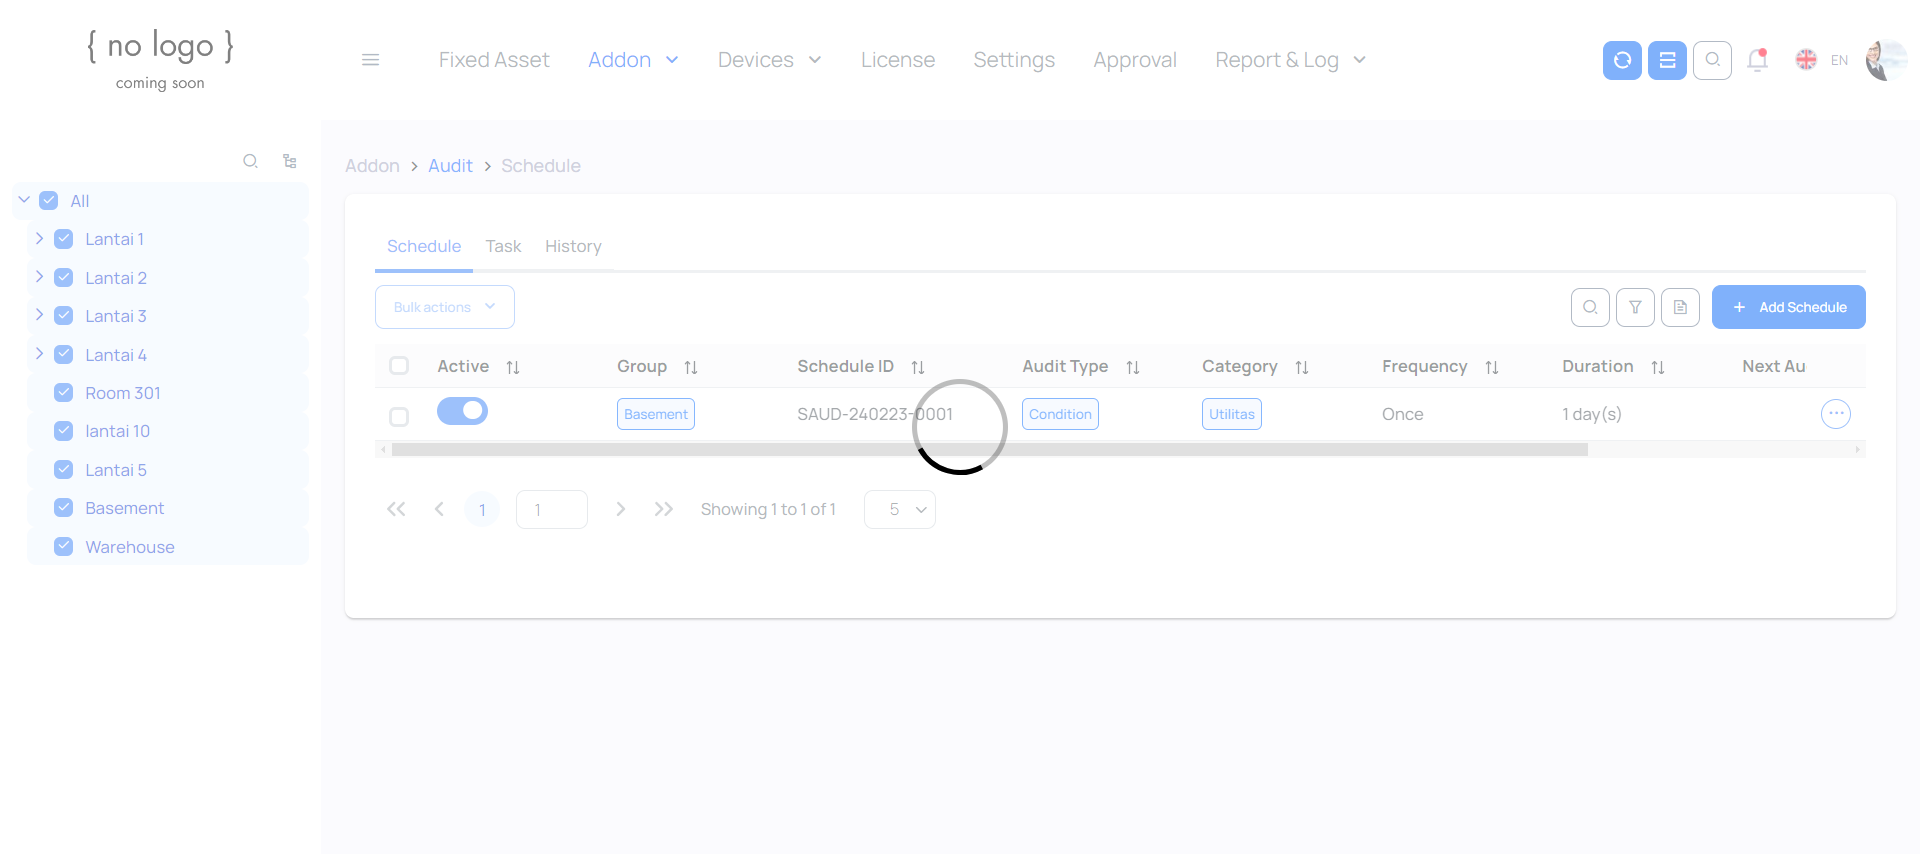 { no logo }
coming soon
Fixed Asset Addon Devices License Settings Approval Report & Log EN
All
Lantai 1
Lantai 2
Lantai 3
Lantai 4
Room 301
lantai 10
Lantai 5
Basement
Warehouse
Addon > Audit > Schedule
Schedule Task History
Bulk actions
+ Add Schedule
Active Group Schedule ID Audit Type Category Frequency Duration Next Au
Basement SAUD-240223-0001 Condition Utilitas Once 1 day(s)
1 1 Showing 1 to 1 of 1 5